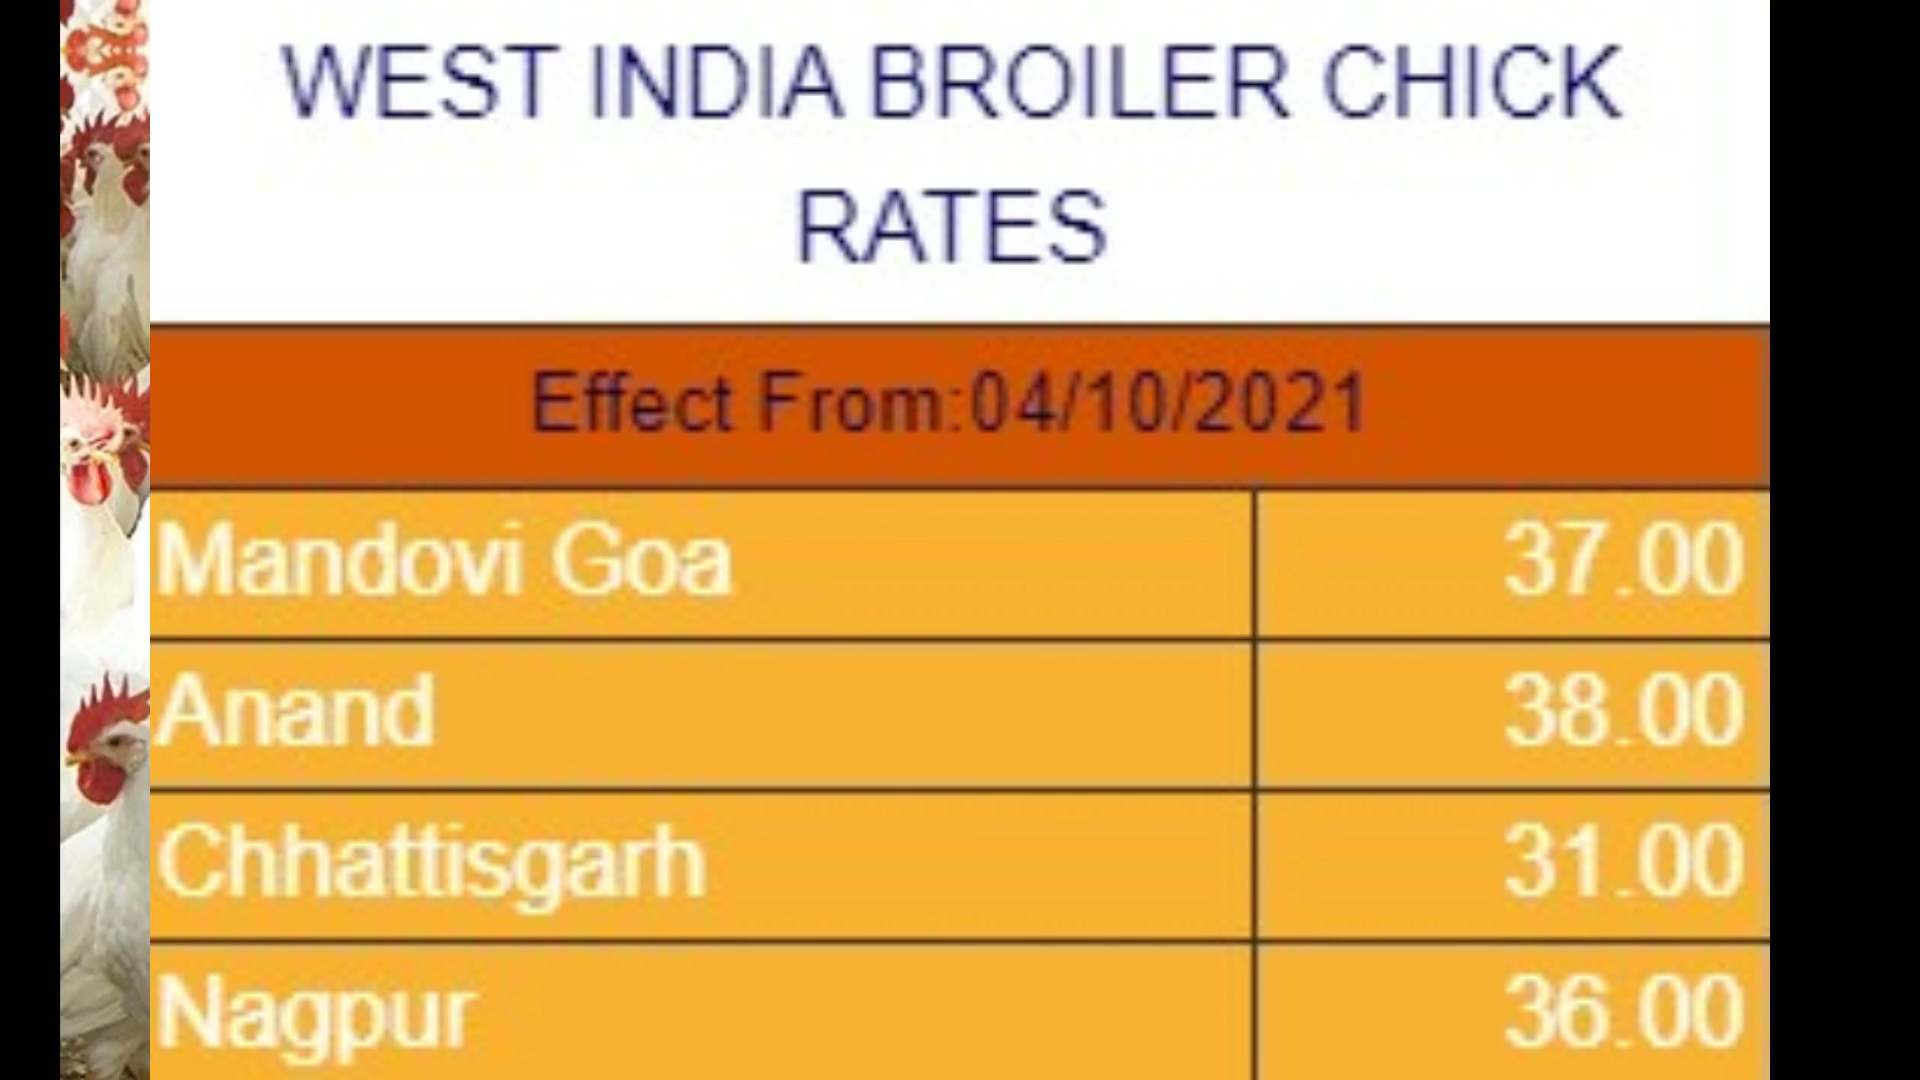 WEST INDIA BROILER CHICK
RATES
Effect From:04/10/2021
Mandovi Goa 37.00
Anand 38.00
Chhattisgarh 31.00
Nagpur 36.00